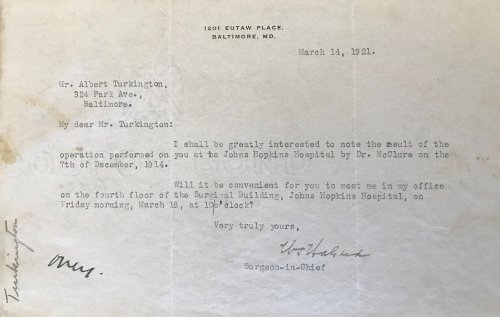 1201 EUTAW PLACE,
BALTIMORE, MD.
March 14, 1921.
Mr. Albert Turkington,
324 Park Ave.,
Baltimore.
My dear Mr. Turkington:
I shall be greatly interested to note the result of the
operation performed on you at the Johns Hopkins Hospital by Dr. McClure on the
7th of December, 1914.
Will it be convenient for you to meet me in my office
on the fourth floor of the Surgical Building, Johns Hopkins Hospital, on
Friday morning, March 18, at 10 o'clock?
Very truly yours,
Wm S Halsted
Surgeon-in-Chief
Over.
Turkington